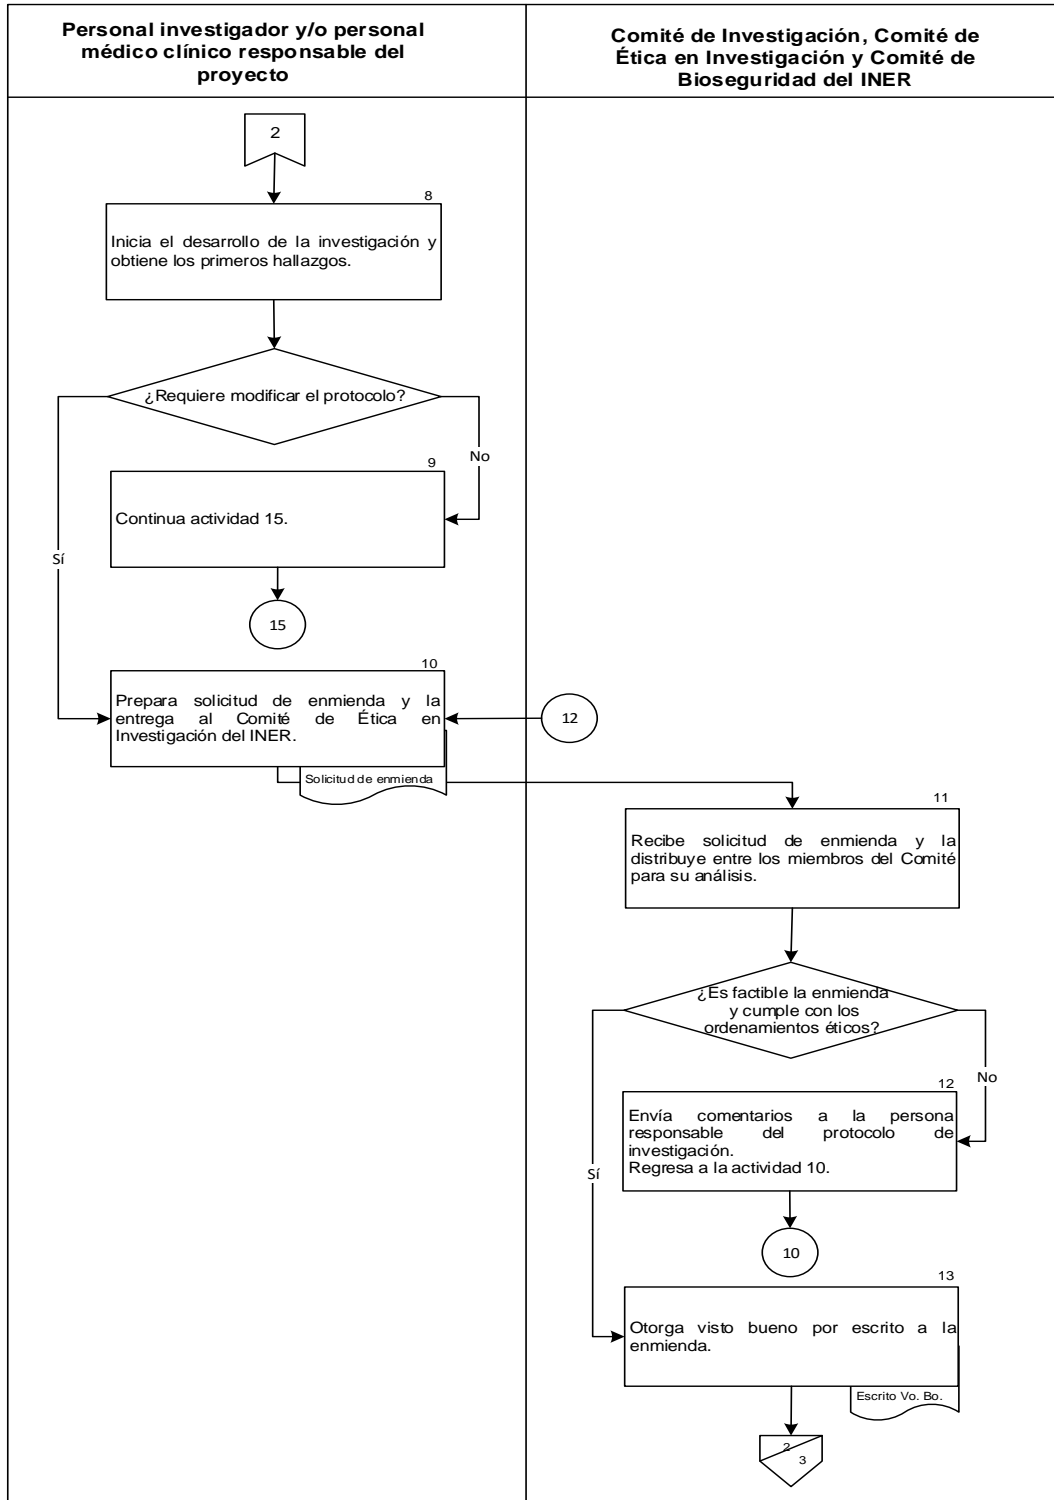 Personal investigador y/o personal
médico clínico responsable del
proyecto
Comité de Investigación, Comité de
Ética en Investigación y Comité de
Bioseguridad del INER
2
8
Inicia el desarrollo de la investigación y
obtiene los primeros hallazgos.
¿Requiere modificar el protocolo?
No
9
Continua actividad 15.
Sí
15
10
Prepara solicitud de enmienda y la
entrega al Comité de Ética en
Investigación del INER.
12
Solicitud de enmienda
11
Recibe solicitud de enmienda y la
distribuye entre los miembros del Comité
para su análisis.
¿Es factible la enmienda
y cumple con los
ordenamientos éticos?
No
12
Envía comentarios a la persona
responsable del protocolo de
investigación.
Regresa a la actividad 10.
Sí
10
13
Otorga visto bueno por escrito a la
enmienda.
Escrito Vo. Bo.
2
3